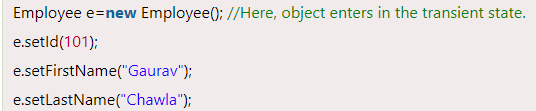 Employee e=new Employee(); //Here, object enters in the transient state.
e.setId(101);
e.setFirstName("Gaurav");
e.setLastName("Chawla");